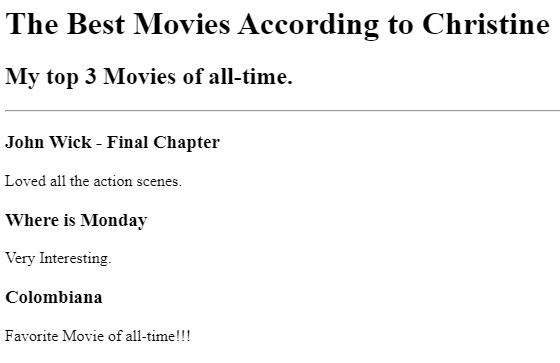 The Best Movies According to Christine
My top 3 Movies of all-time.
John Wick - Final Chapter
Loved all the action scenes.
Where is Monday
Very Interesting.
Colombiana
Favorite Movie of all-time!!!